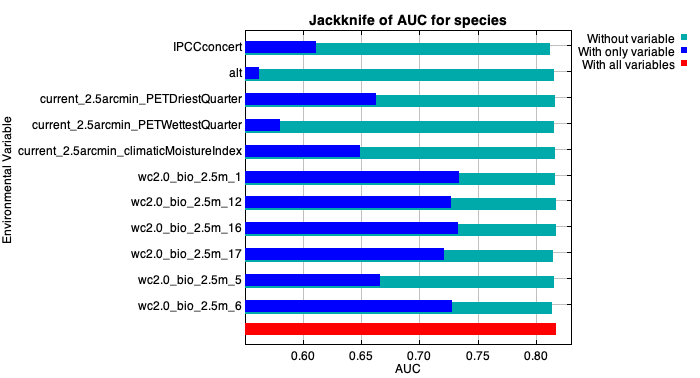 Jackknife of AUC for species
Without variable
With only variable
With all variables
Environmental Variable
IPCCconcert
alt
current_2.5arcmin_PETDriestQuarter
current_2.5arcmin_PETWettestQuarter
current_2.5arcmin_climaticMoistureIndex
wc2.0_bio_2.5m_1
wc2.0_bio_2.5m_12
wc2.0_bio_2.5m_16
wc2.0_bio_2.5m_17
wc2.0_bio_2.5m_5
wc2.0_bio_2.5m_6
0.60 0.65 0.70 0.75 0.80
AUC